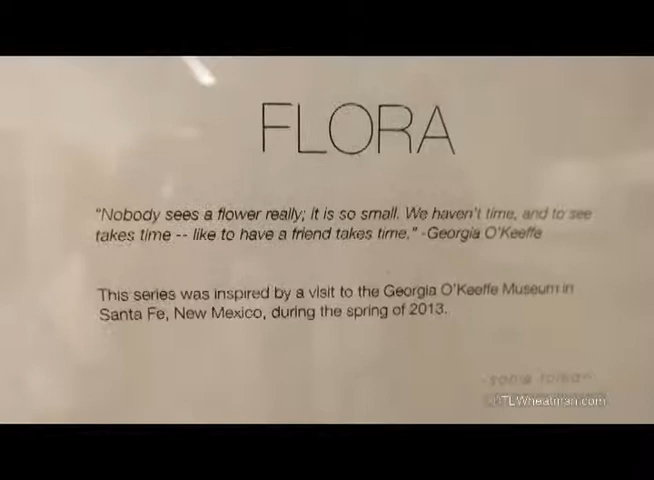 FLORA
"Nobody sees a flower really; it is so small. We haven't time, and to see
takes time -- like to have a friend takes time." -Georgia O'Keeffe
This series was inspired by a visit to the Georgia O'Keeffe Museum in
Santa Fe, New Mexico, during the spring of 2013.
TLWheatman.com